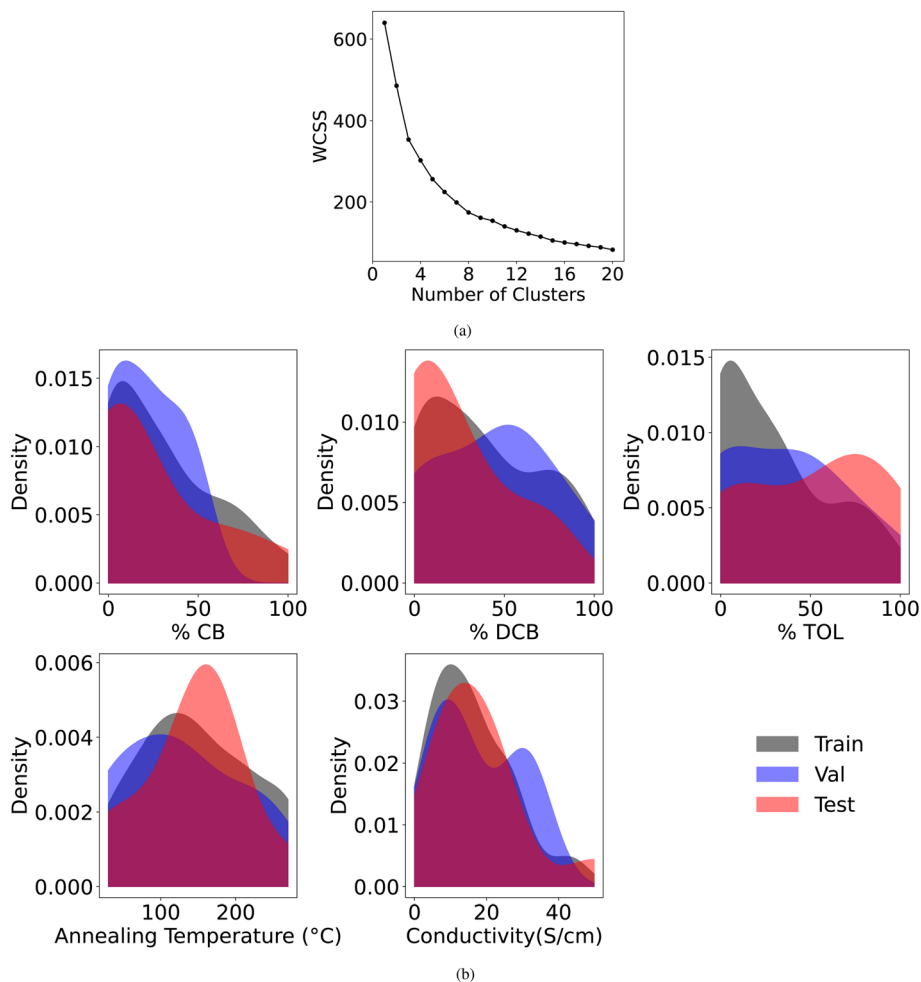 600
400
200
WCSS
0 4 8 12 16 20
Number of Clusters
(a)
0.015
0.010
0.005
0.000
Density
0 50 100
% CB
0.010
0.005
0.000
Density
0 50 100
% DCB
0.015
0.010
0.005
0.000
Density
0 50 100
% TOL
0.006
0.004
0.002
0.000
Density
100 200
Annealing Temperature (°C)
0.03
0.02
0.01
0.00
Density
0 20 40
Conductivity(S/cm)
Train
Val
Test
(b)